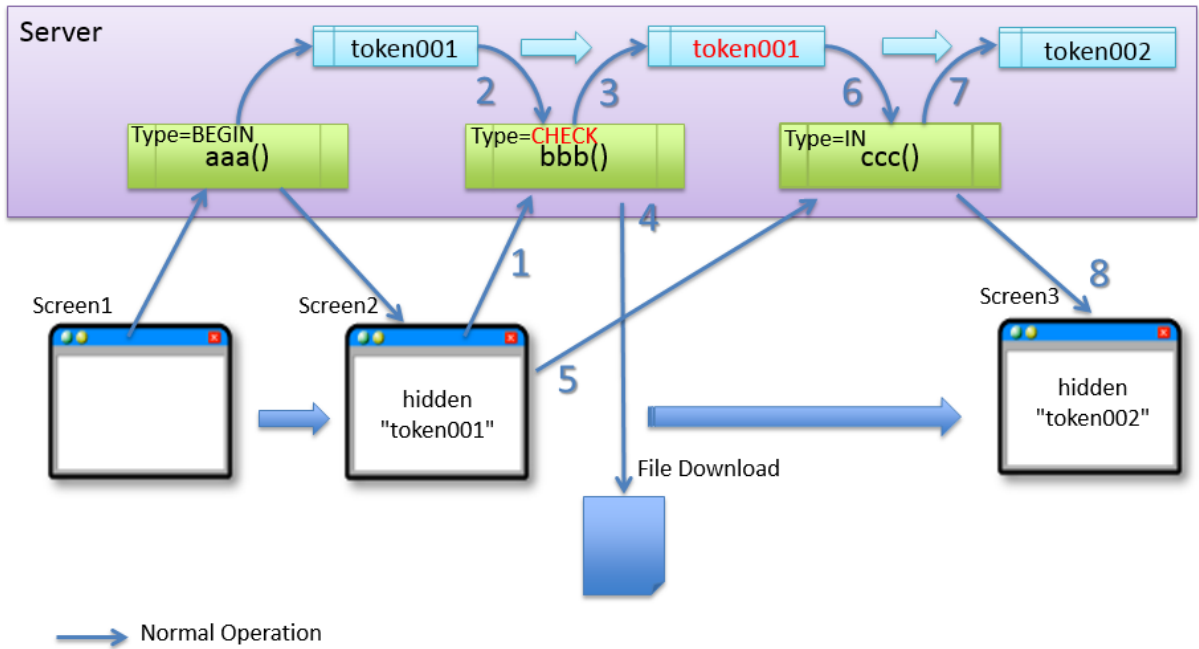 Server
token001
token001
token002
2
3
6
7
Type=BEGIN
aaa()
Type=CHECK
bbb()
Type=IN
ccc()
4
1
8
Screen1
Screen2
Screen3
5
hidden
"token001"
hidden
"token002"
File Download
Normal Operation